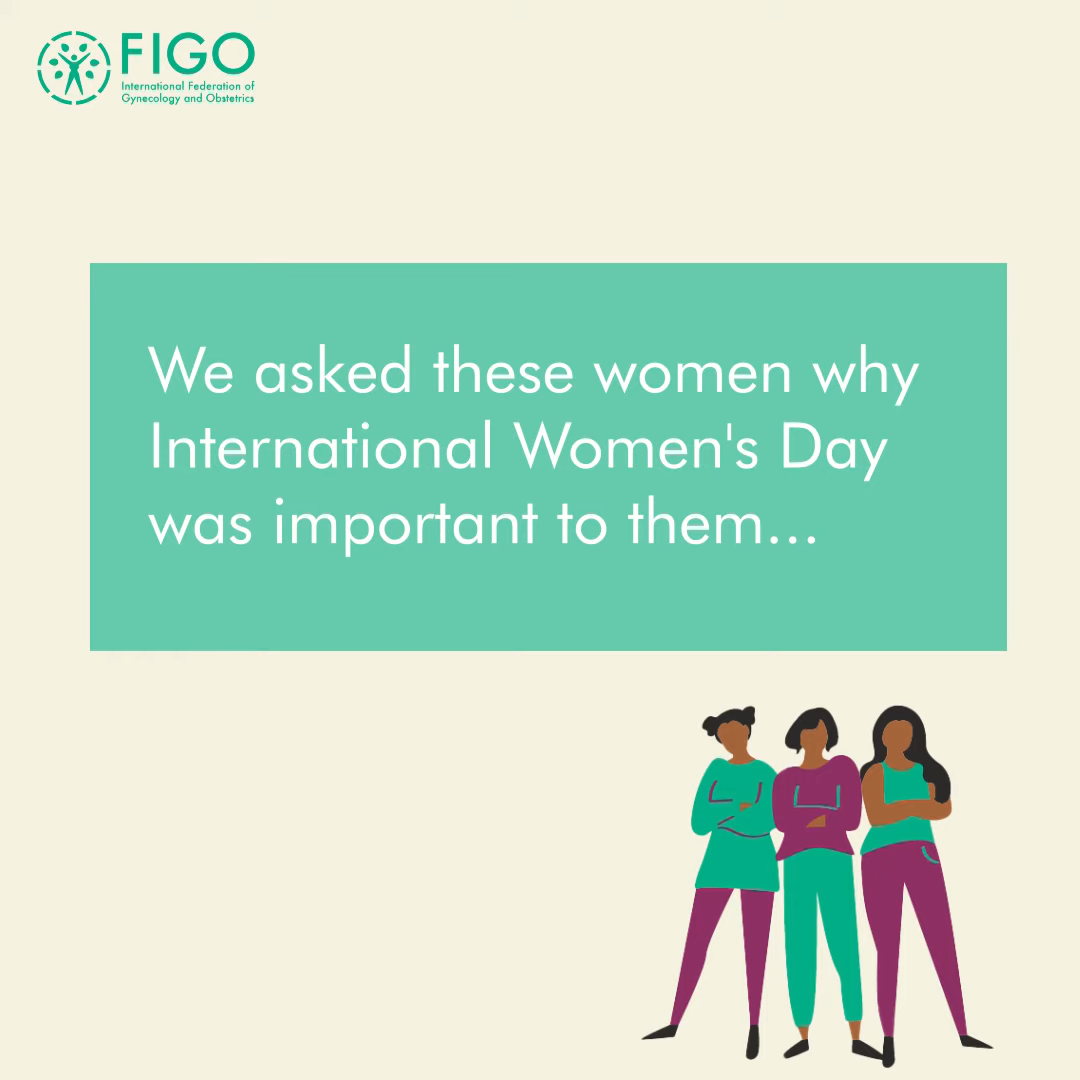 FIGO
International Federation of
Gynecology and Obstetrics
We asked these women why
International Women's Day
was important to them...